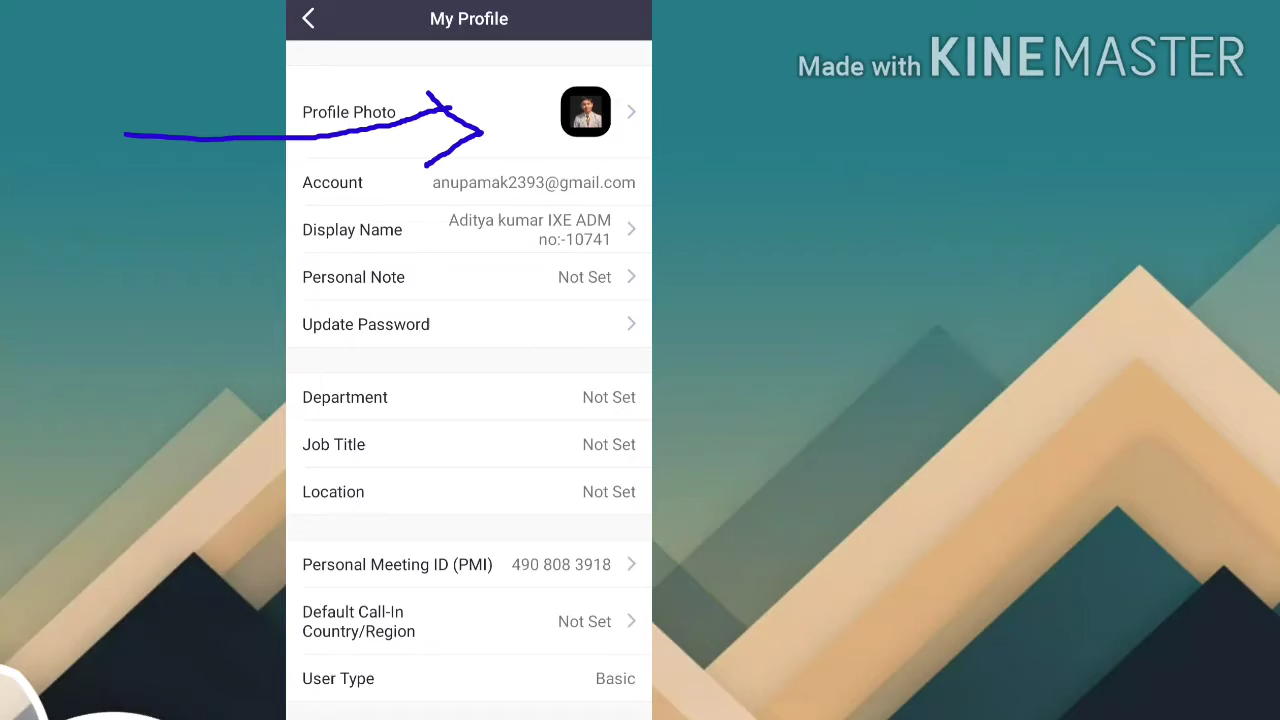 My Profile
Made with KINEMASTER
Profile Photo
Account anupamak2393@gmail.com
Display Name Aditya kumar IXE ADM
no:-10741
Personal Note Not Set
Update Password
Department Not Set
Job Title Not Set
Location Not Set
Personal Meeting ID (PMI) 490 808 3918
Default Call-In
Country/Region Not Set
User Type Basic